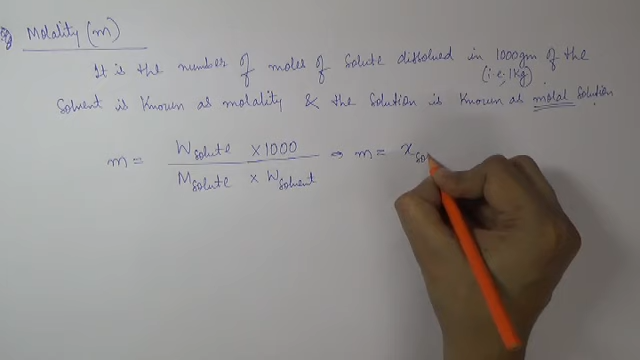 Molality (m)
It is the number of moles of solute dissolved in 1000gm of the
(i.e, 1Kg)
Solvent is Known as molality & the solution is Known as molal solution.
m = W solute × 1000 / M solute × W solvent ⇒ m = x so